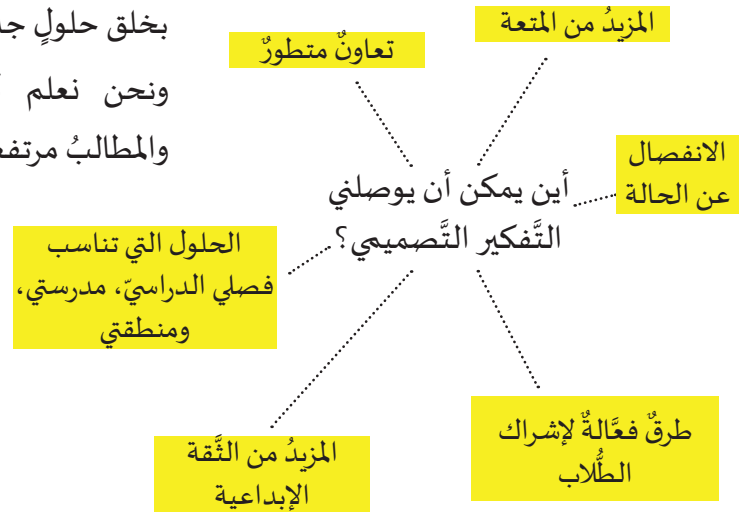 بخلق حلولٍ
ونحن نعلم
والمطالبُ
المزيدُ من المتعة
تعاونٌ متطورٌ
الانفصال
عن الحالة
أين يمكن أن يوصلني
التَّفكير التَّصميمي؟
الحلول التي تناسب
فصلي الدراسيّ، مدرستي،
ومنطقتي
طرقٌ فعَّالةٌ لإشراك
الطُّلاب
المزيدُ من الثَّقة
الإبداعية